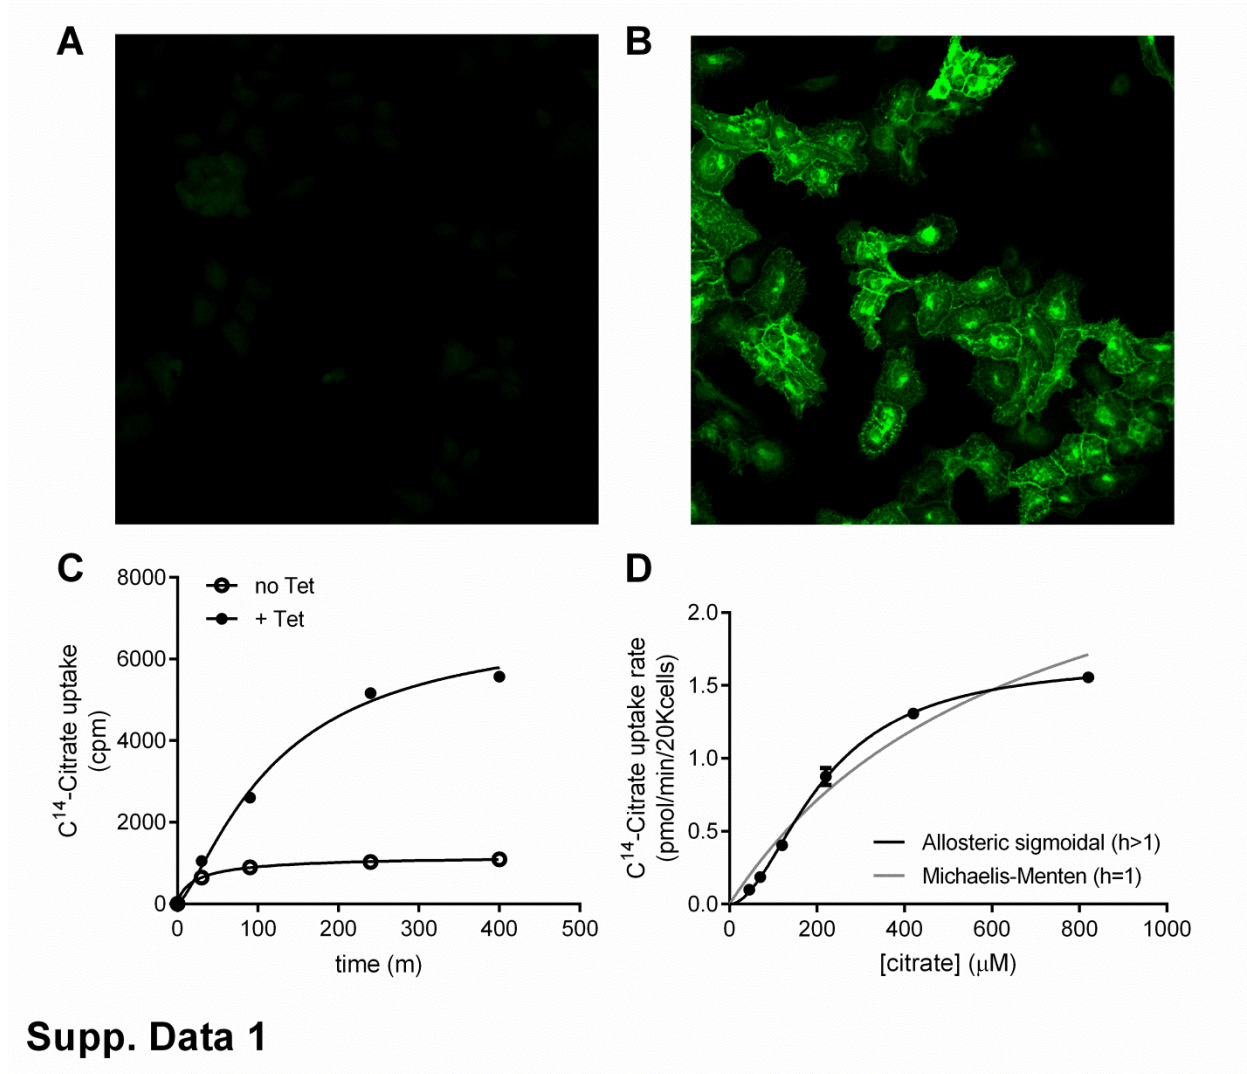 A
B
C
8000
6000
4000
2000
0
C14-Citrate uptake
(cpm)
no Tet
+ Tet
0 100 200 300 400 500
time (m)
D
2.0
1.5
1.0
0.5
0.0
C14-Citrate uptake rate
(pmol/min/20Kcells)
Allosteric sigmoidal (h>1)
Michaelis-Menten (h=1)
0 200 400 600 800 1000
[citrate] (μM)
Supp. Data 1